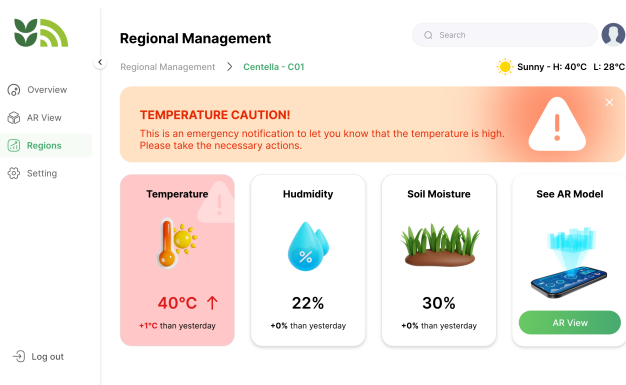 Regional Management
Search
Regional Management > Centella - C01
Sunny - H: 40°C L: 28°C
Overview
AR View
Regions
Setting
Log out
TEMPERATURE CAUTION!
This is an emergency notification to let you know that the temperature is high.
Please take the necessary actions.
Temperature
40°C ↑
+1°C than yesterday
Hudmidity
%
22%
+0% than yesterday
Soil Moisture
30%
+0% than yesterday
See AR Model
AR View